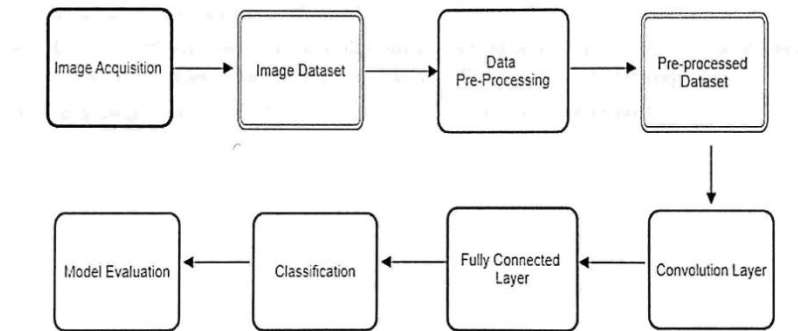 Image Acquisition
Image Dataset
Data
Pre-Processing
Pre-processed
Dataset
Convolution Layer
Fully Connected
Layer
Classification
Model Evaluation